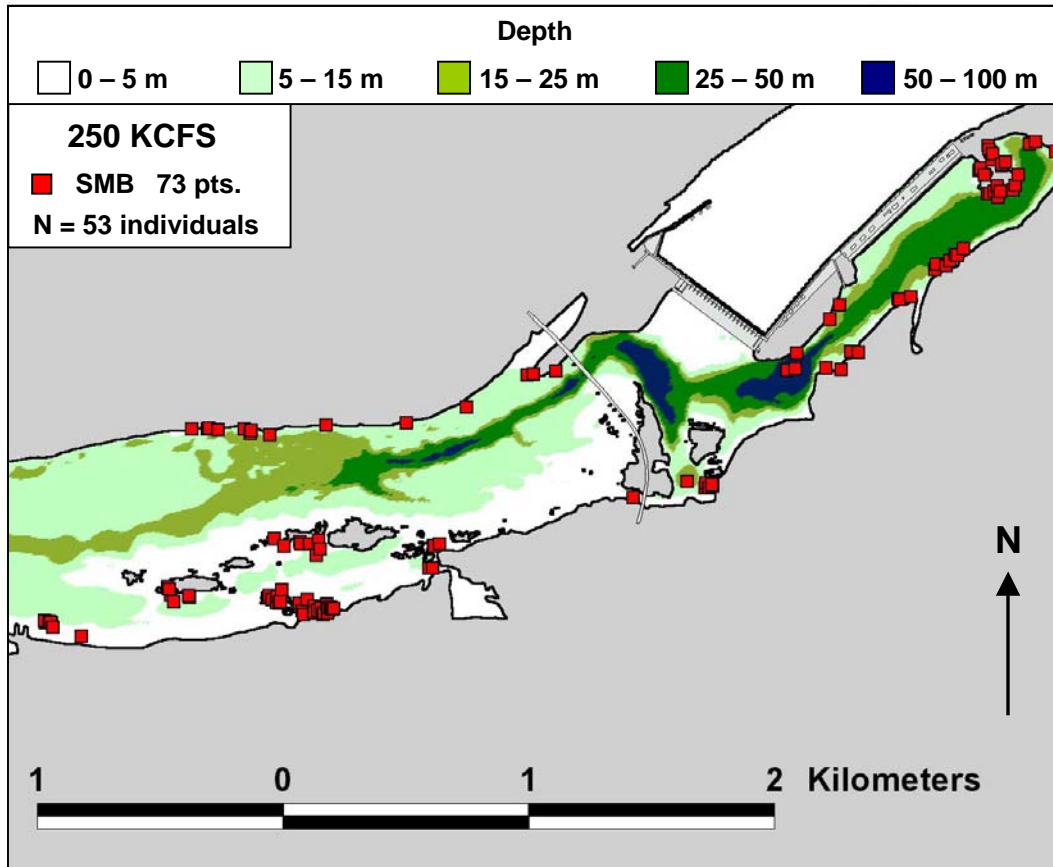 Depth
0 – 5 m 5 – 15 m 15 – 25 m 25 – 50 m 50 – 100 m
250 KCFS
SMB 73 pts.
N = 53 individuals
N
1 0 1 2 Kilometers